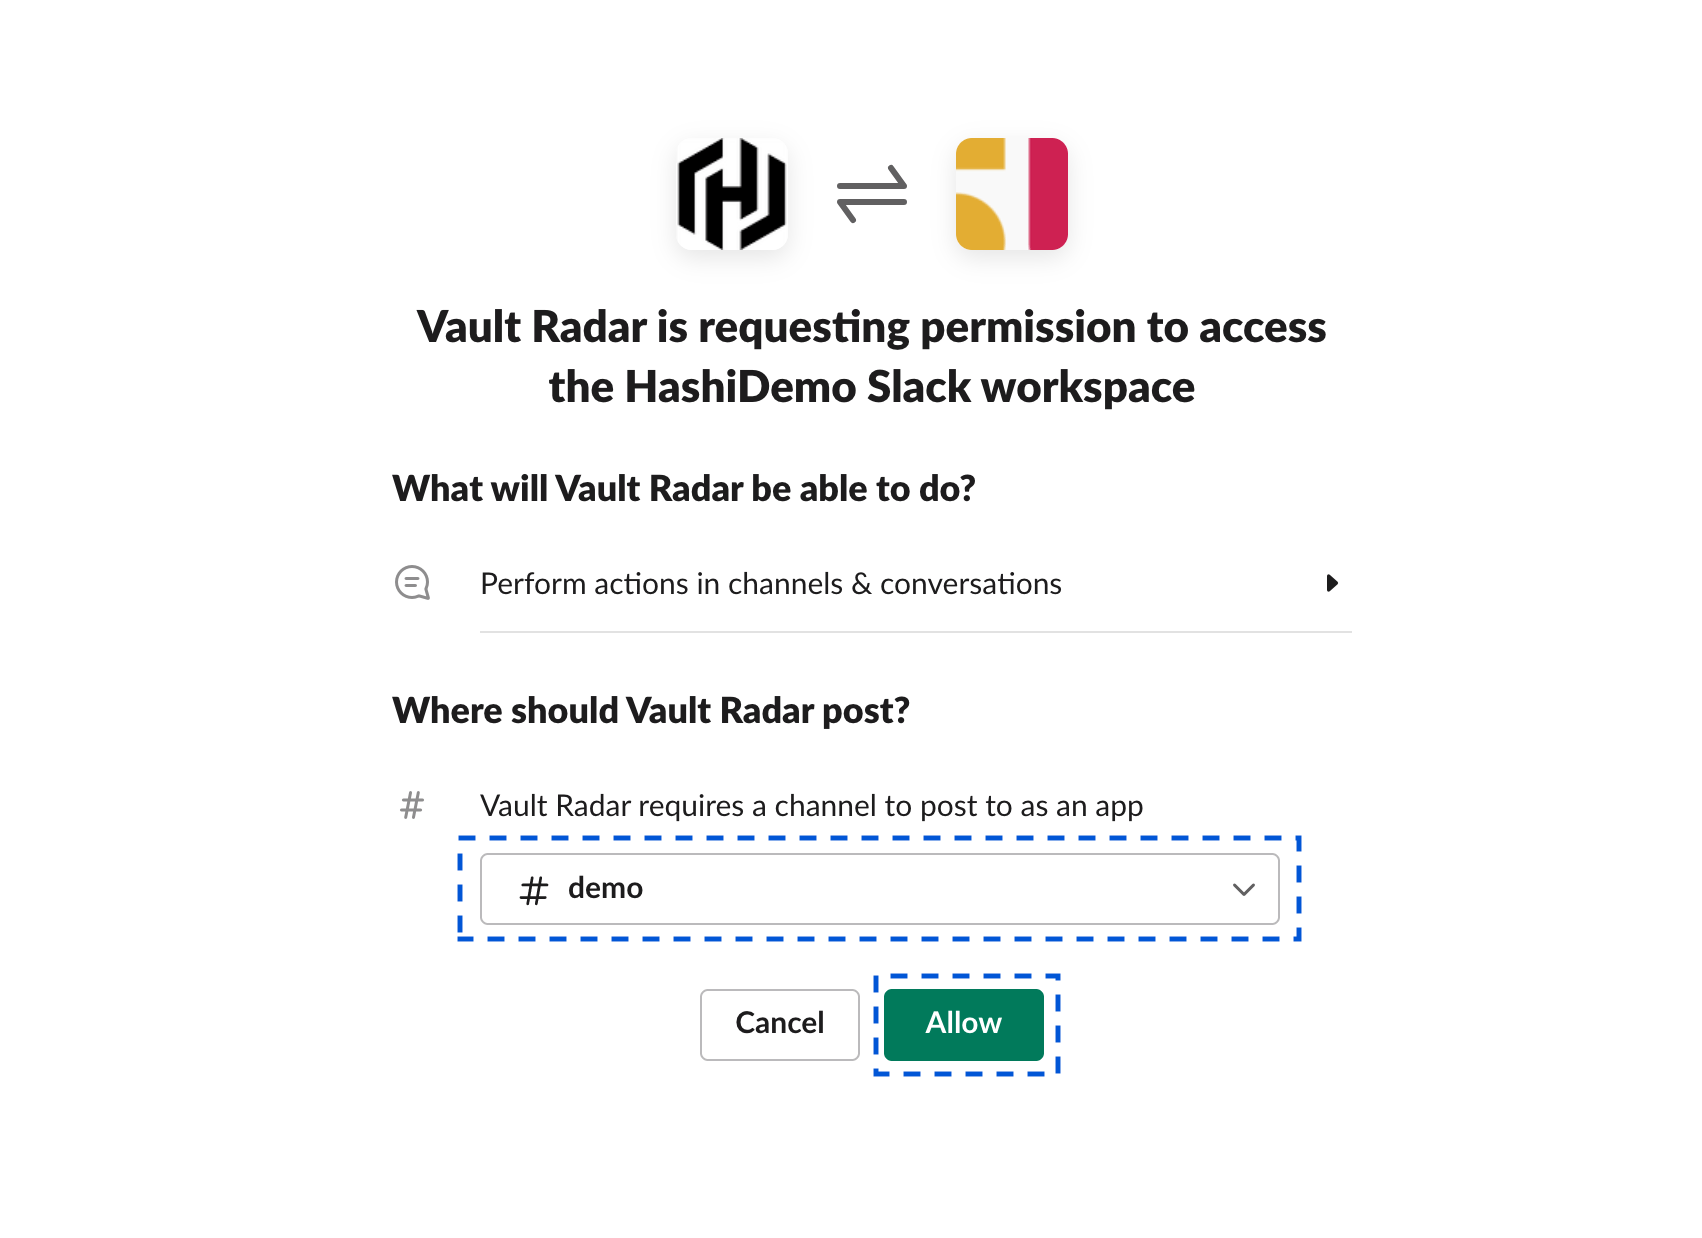 Vault Radar is requesting permission to access
the HashiDemo Slack workspace
What will Vault Radar be able to do?
Perform actions in channels & conversations
Where should Vault Radar post?
# Vault Radar requires a channel to post to as an app
# demo
Cancel Allow